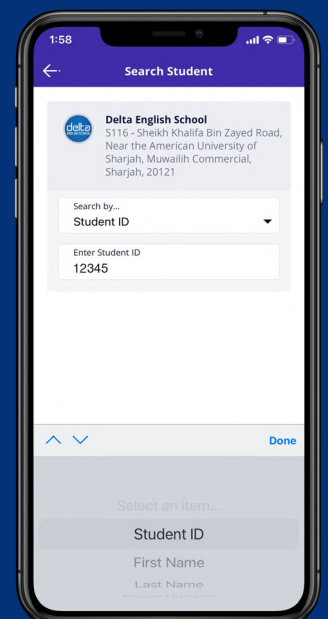 1:58
Search Student
delta
Delta English School
S116 - Sheikh Khalifa Bin Zayed Road,
Near the American University of
Sharjah, Muwailih Commercial,
Sharjah, 20121
Search by...
Student ID
Enter Student ID
12345
Done
Select an item...
Student ID
First Name
Last Name